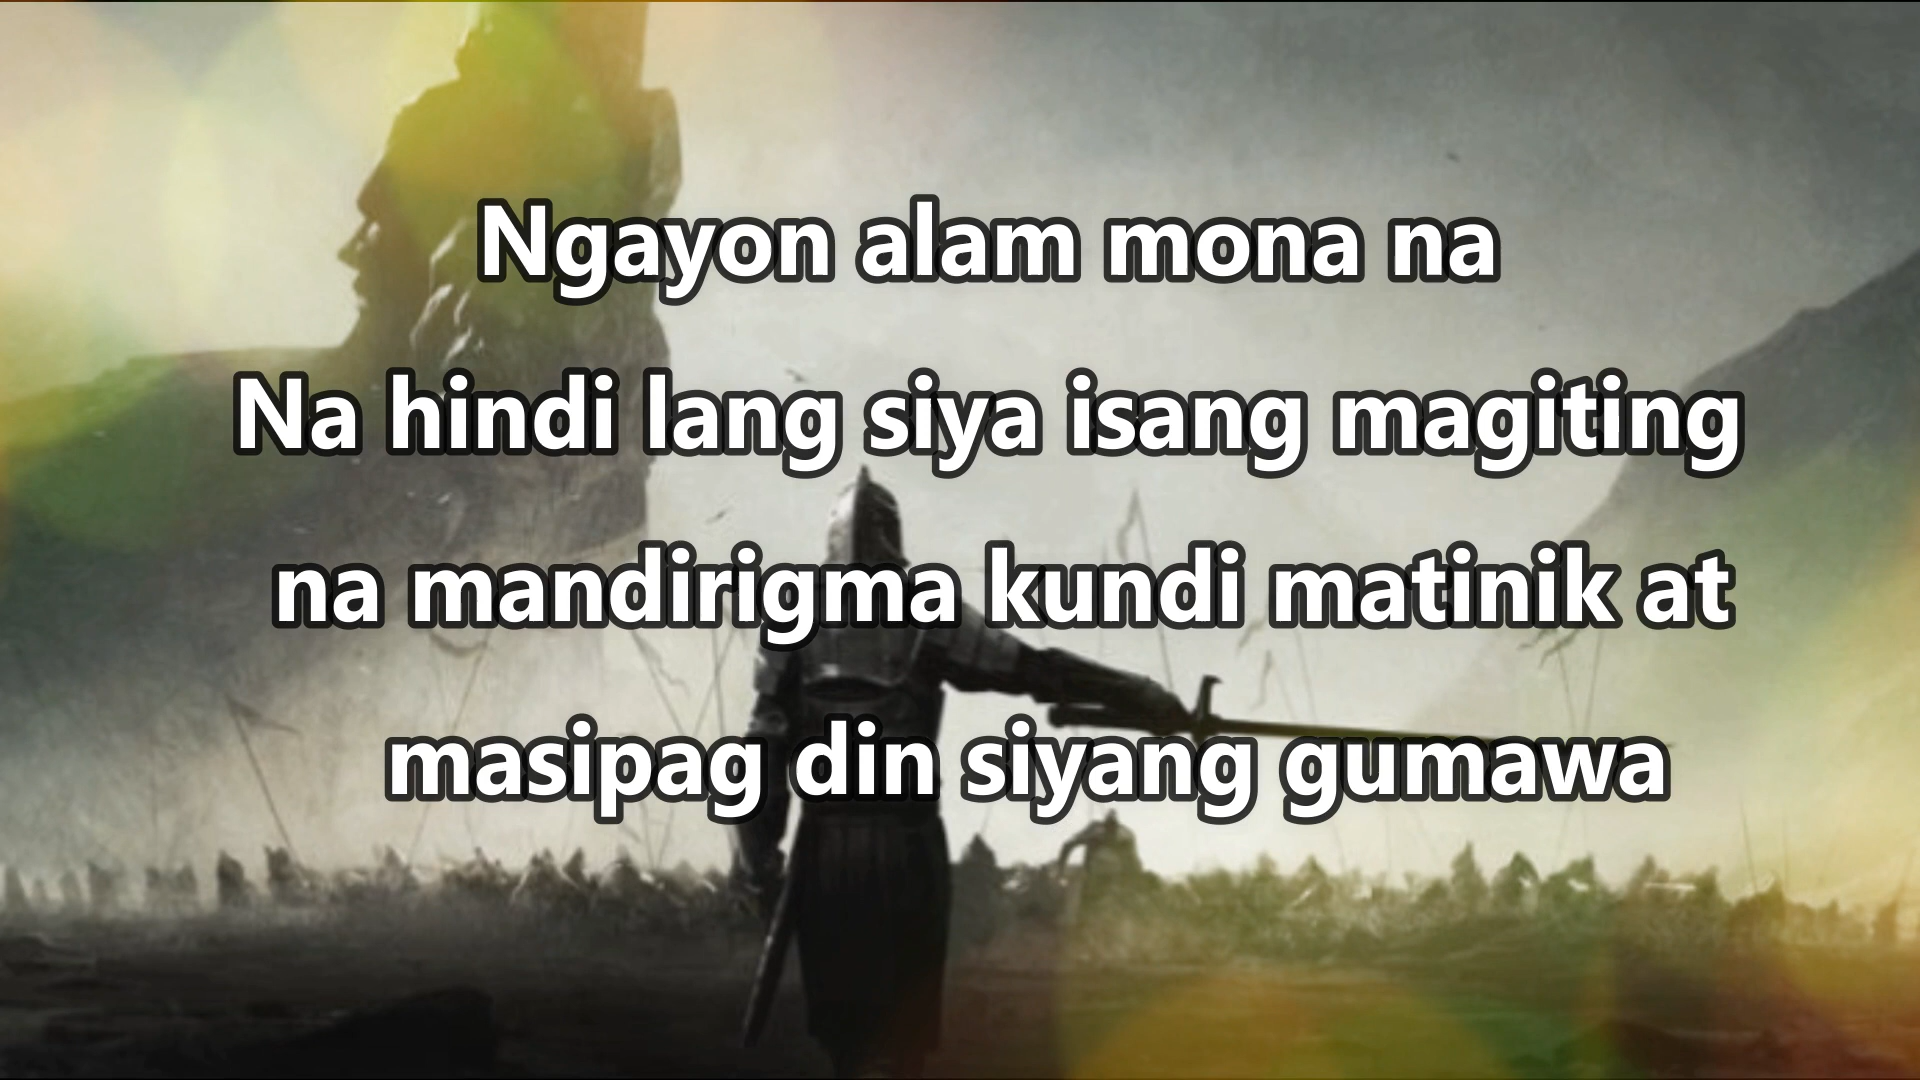 Ngayon alam mona na
Na hindi lang siya isang magiting
na mandirigma kundi matinik at
masipag din siyang gumawa